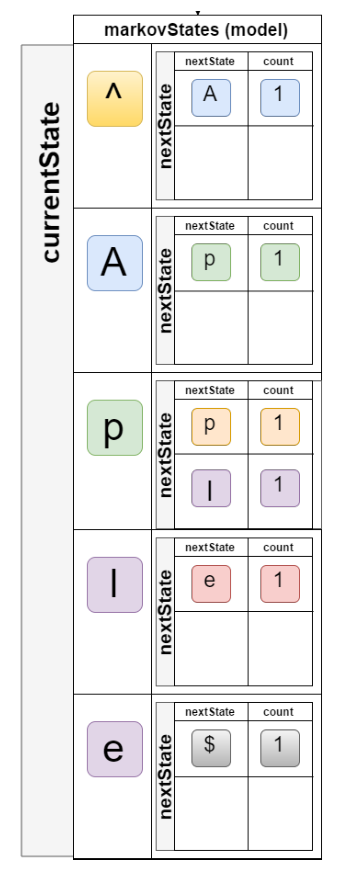 markovStates (model)
currentState
^
nextState
nextState count
A 1
A
nextState
nextState count
p 1
p
nextState
nextState count
p 1
l 1
l
nextState
nextState count
e 1
e
nextState
nextState count
$ 1